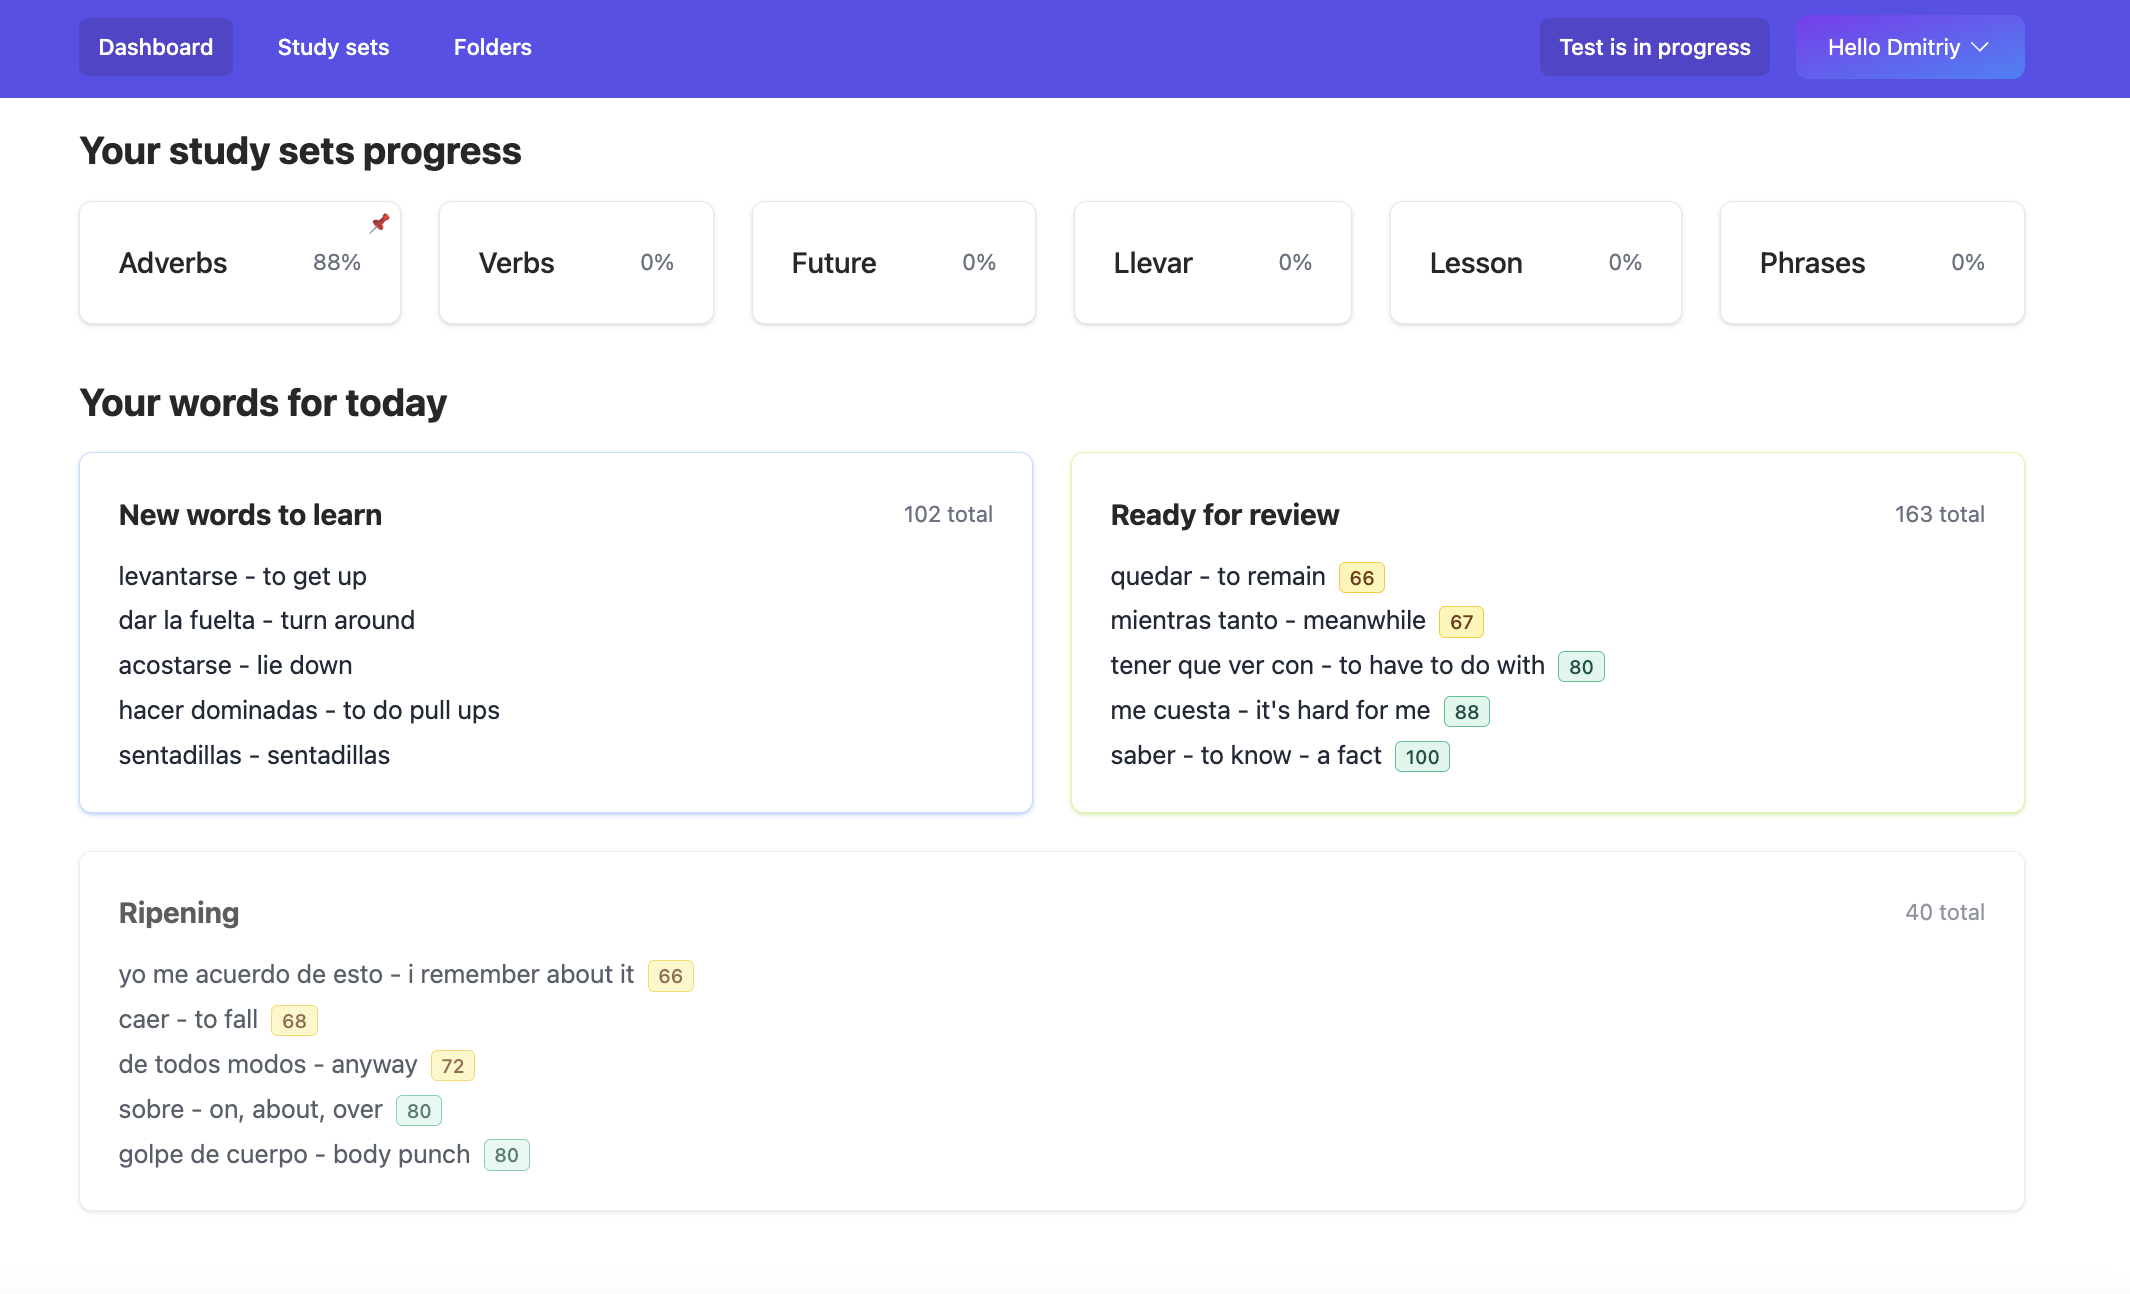 Dashboard Study sets Folders Test is in progress Hello Dmitriy
Your study sets progress
Adverbs 88% Verbs 0% Future 0% Llevar 0% Lesson 0% Phrases 0%
Your words for today
New words to learn 102 total
levantarse - to get up
dar la fuelta - turn around
acostarse - lie down
hacer dominadas - to do pull ups
sentadillas - sentadillas
Ready for review 163 total
quedar - to remain 66
mientras tanto - meanwhile 67
tener que ver con - to have to do with 80
me cuesta - it's hard for me 88
saber - to know - a fact 100
Ripening 40 total
yo me acuerdo de esto - i remember about it 66
caer - to fall 68
de todos modos - anyway 72
sobre - on, about, over 80
golpe de cuerpo - body punch 80